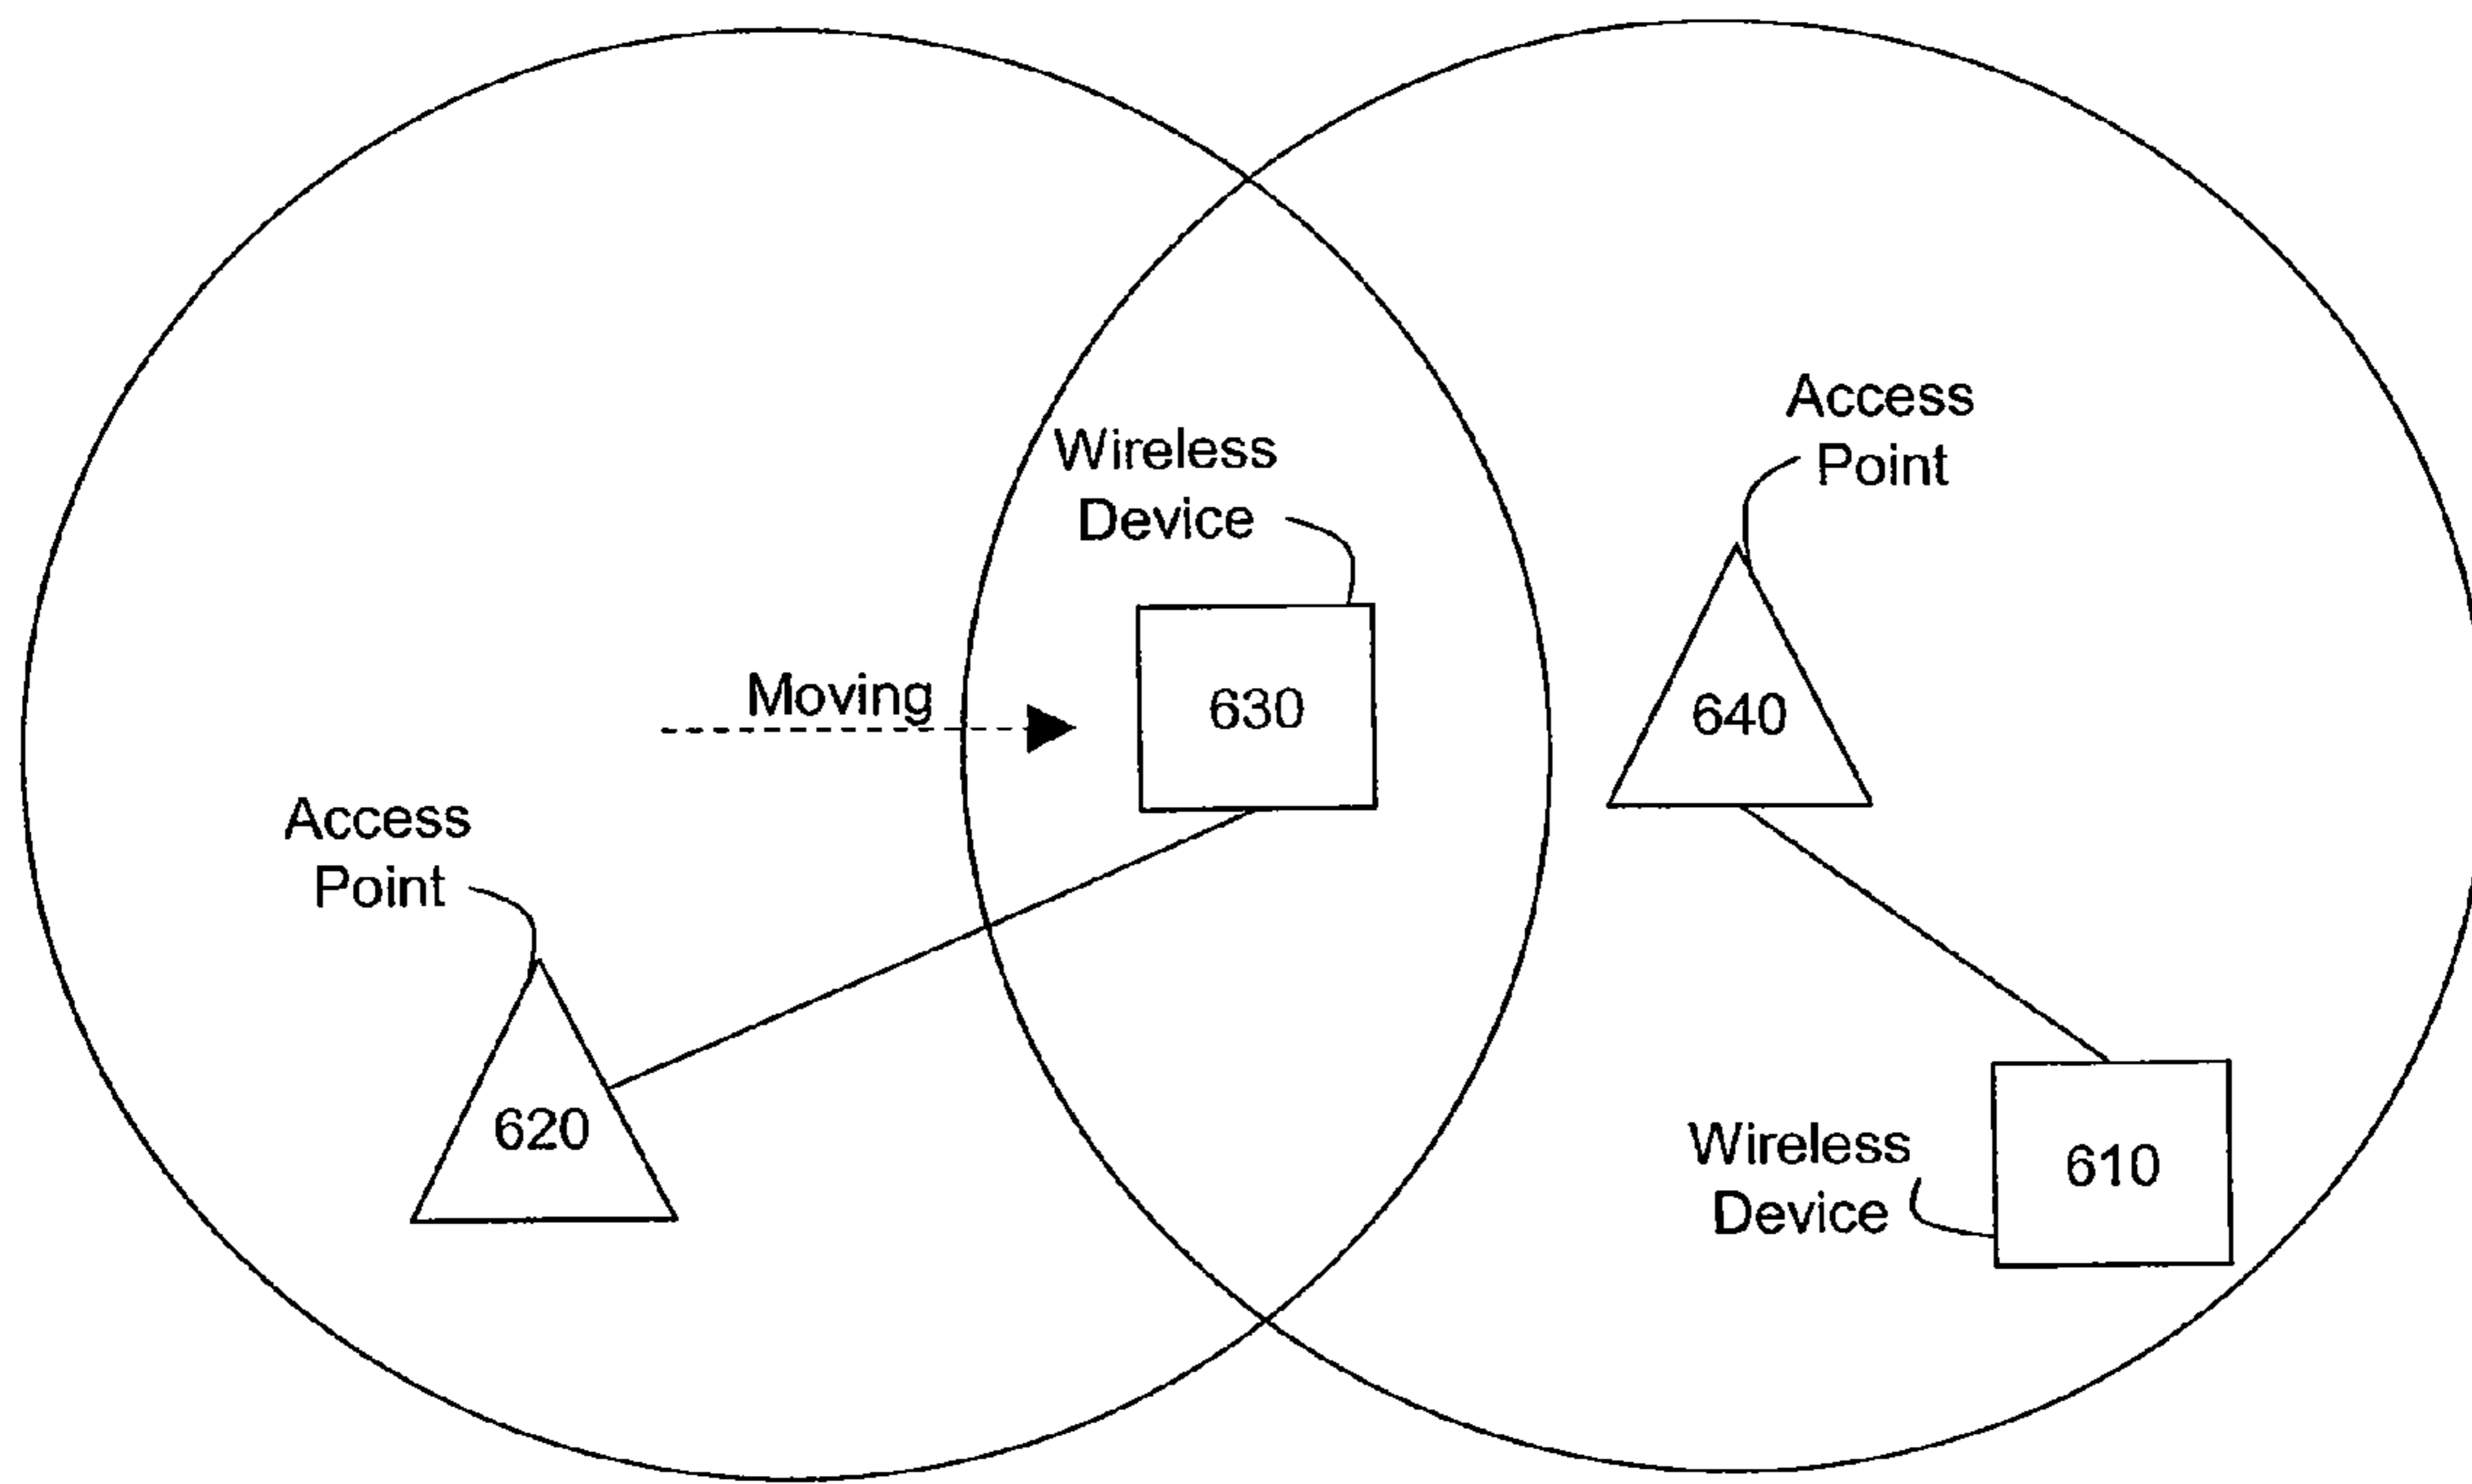 Access
Point
Wireless
Device
630
640
Moving
Access
Point
620
Wireless
Device
610